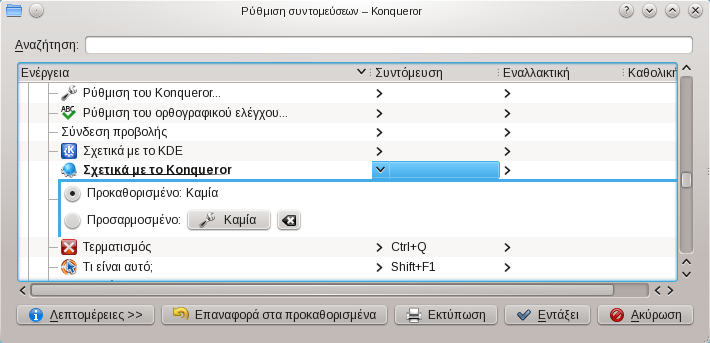 Ρύθμιση συντομεύσεων – Konqueror
Αναζήτηση:
Ενέργεια Συντόμευση Εναλλακτική Καθολική
Ρύθμιση του Konqueror...
ABC Ρύθμιση του ορθογραφικού ελέγχου...
Σύνδεση προβολής
Σχετικά με το KDE
Σχετικά με το Konqueror
Προκαθορισμένο: Καμία
Προσαρμοσμένο: Καμία
Τερματισμός Ctrl+Q
Τι είναι αυτό; Shift+F1
Λεπτομέρειες >> Επαναφορά στα προκαθορισμένα Εκτύπωση Εντάξει Ακύρωση